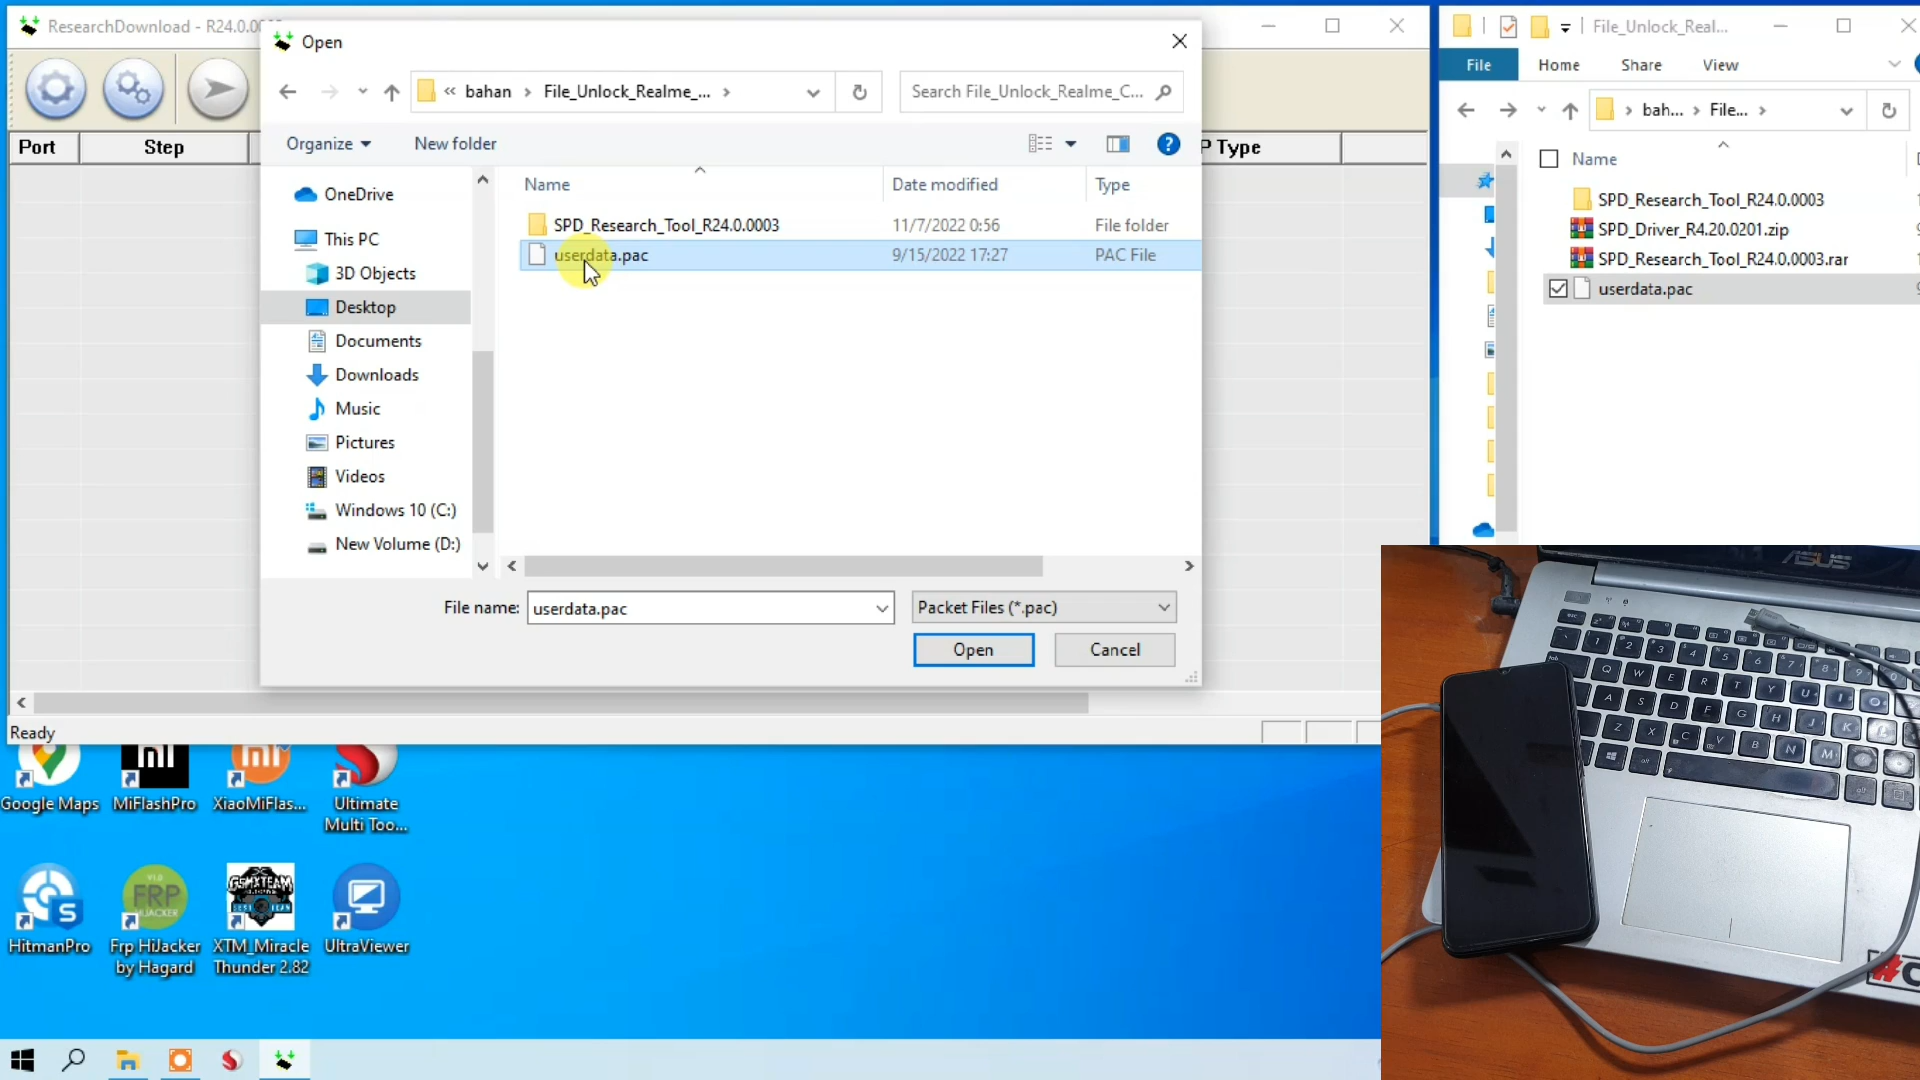 ResearchDownload - R24.0.0
Open
bahan
File_Unlock_Realme_...
Search File_Unlock_Realme_C...
Organize
New folder
Port
Step
P Type
Name
Date modified
Type
SPD_Research_Tool_R24.0.0003
11/7/2022 0:56
File folder
userdata.pac
9/15/2022 17:27
PAC File
OneDrive
This PC
3D Objects
Desktop
Documents
Downloads
Music
Pictures
Videos
Windows 10 (C:)
New Volume (D:)
File name:
userdata.pac
Packet Files (*.pac)
Open
Cancel
Ready
File_Unlock_Real...
File
Home
Share
View
bah...
File...
Name
SPD_Research_Tool_R24.0.0003
SPD_Driver_R4.20.0201.zip
SPD_Research_Tool_R24.0.0003.rar
userdata.pac
Google Maps
MiFlashPro
XiaoMiFlas...
Ultimate
Multi Too...
HitmanPro
Frp HiJacker
by Hagard
XTM_Miracle
Thunder 2.82
UltraViewer
FRP
HIJACKER
GSMXTEAM
ASUS
Q W E R T Y U I
A S D F G H J K
Z X C V B N M